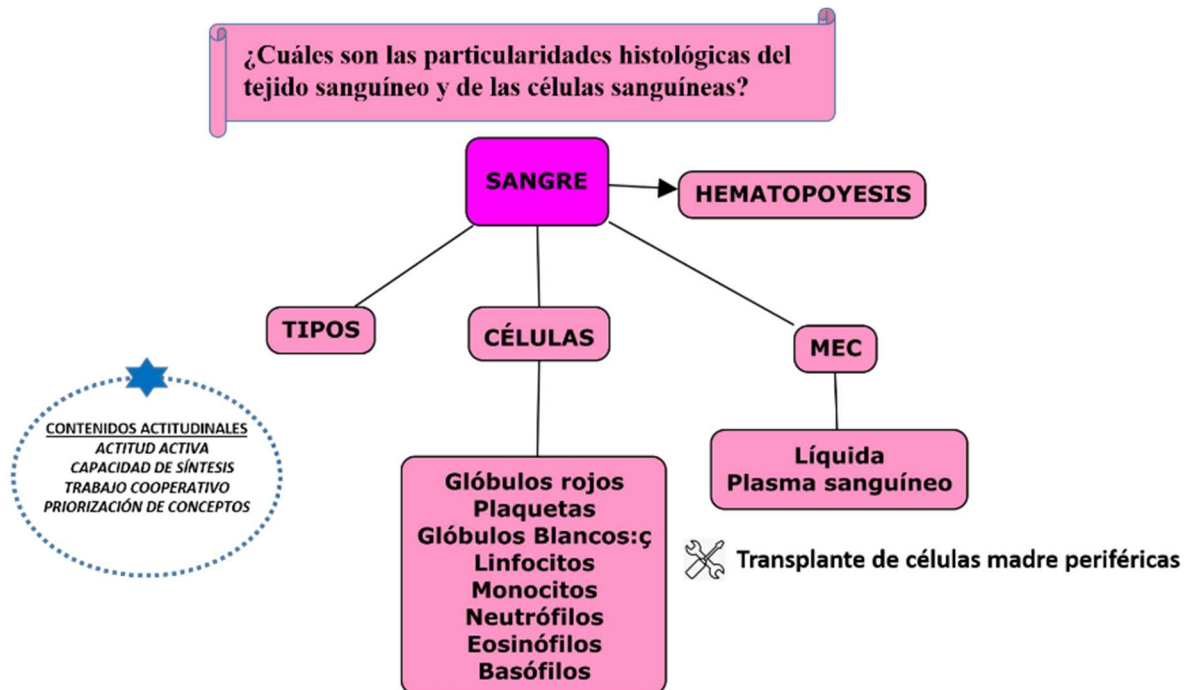 ¿Cuáles son las particularidades histológicas del
tejido sanguíneo y de las células sanguíneas?
SANGRE
HEMATOPOYESIS
TIPOS
CÉLULAS
MEC
CONTENIDOS ACTITUDINALES
ACTITUD ACTIVA
CAPACIDAD DE SÍNTESIS
TRABAJO COOPERATIVO
PRIORIZACIÓN DE CONCEPTOS
Glóbulos rojos
Plaquetas
Glóbulos Blancos:ç
Linfocitos
Monocitos
Neutrófilos
Eosinófilos
Basófilos
Líquida
Plasma sanguíneo
Transplante de células madre periféricas